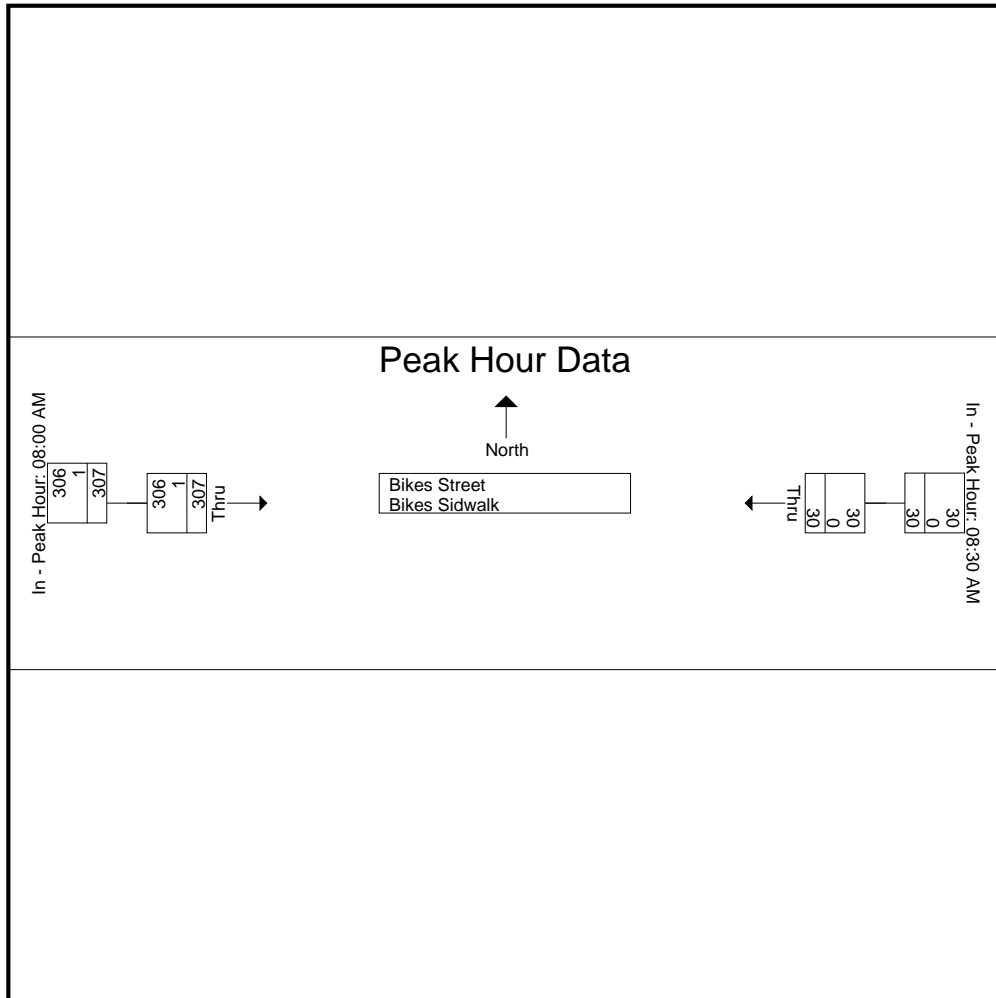 Peak Hour Data
North
Bikes Street
Bikes Sidwalk
In - Peak Hour: 08:00 AM
306
1
307
306
1
307
Thru
Thru
30
0
30
30
0
30
In - Peak Hour: 08:30 AM